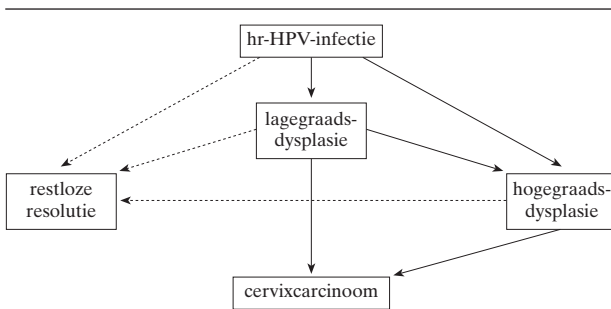 hr-HPV-infectie
lagegraads-
dysplasie
restloze
resolutie
hogegraads-
dysplasie
cervixcarcinoom